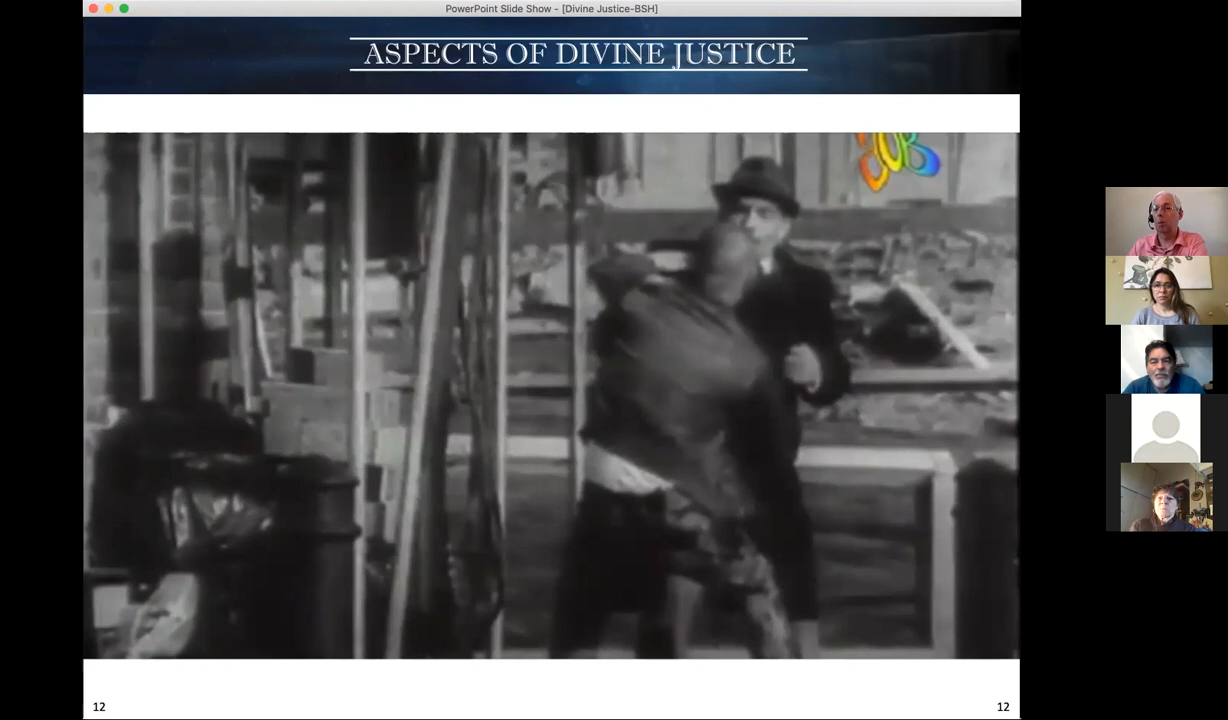 PowerPoint Slide Show - [Divine Justice-BSH]
ASPECTS OF DIVINE JUSTICE
12
12